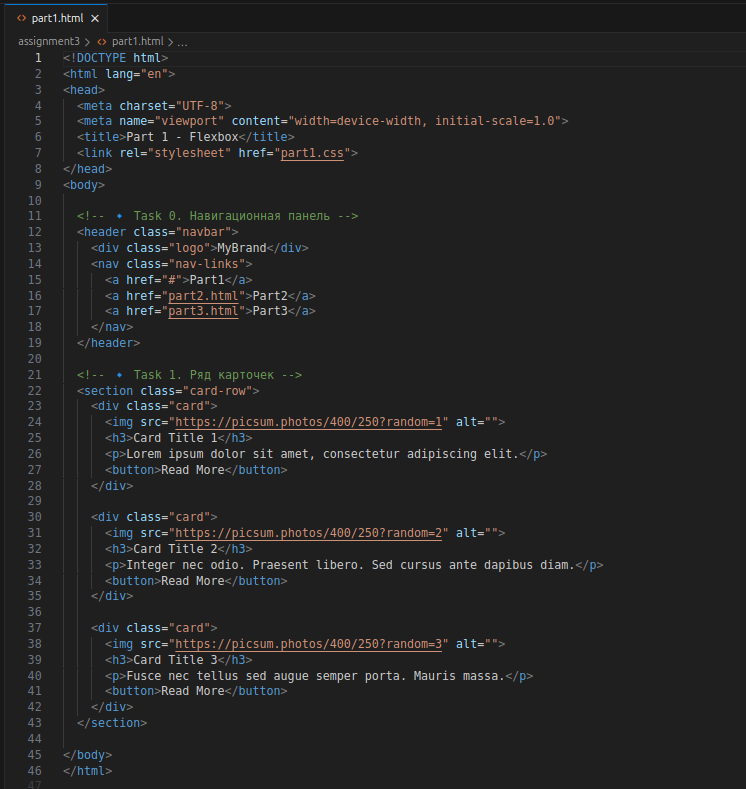 part1.html ×
assignment3 > part1.html > ...
1 <!DOCTYPE html>
2 <html lang="en">
3 <head>
4 <meta charset="UTF-8">
5 <meta name="viewport" content="width=device-width, initial-scale=1.0">
6 <title>Part 1 - Flexbox</title>
7 <link rel="stylesheet" href="part1.css">
8 </head>
9 <body>
10
11 <!-- 🔹 Task 0. Навигационная панель -->
12 <header class="navbar">
13 <div class="logo">MyBrand</div>
14 <nav class="nav-links">
15 <a href="#">Part1</a>
16 <a href="part2.html">Part2</a>
17 <a href="part3.html">Part3</a>
18 </nav>
19 </header>
20
21 <!-- 🔹 Task 1. Ряд карточек -->
22 <section class="card-row">
23 <div class="card">
24 <img src="https://picsum.photos/400/250?random=1" alt="">
25 <h3>Card Title 1</h3>
26 <p>Lorem ipsum dolor sit amet, consectetur adipiscing elit.</p>
27 <button>Read More</button>
28 </div>
29
30 <div class="card">
31 <img src="https://picsum.photos/400/250?random=2" alt="">
32 <h3>Card Title 2</h3>
33 <p>Integer nec odio. Praesent libero. Sed cursus ante dapibus diam.</p>
34 <button>Read More</button>
35 </div>
36
37 <div class="card">
38 <img src="https://picsum.photos/400/250?random=3" alt="">
39 <h3>Card Title 3</h3>
40 <p>Fusce nec tellus sed augue semper porta. Mauris massa.</p>
41 <button>Read More</button>
42 </div>
43 </section>
44
45 </body>
46 </html>
47